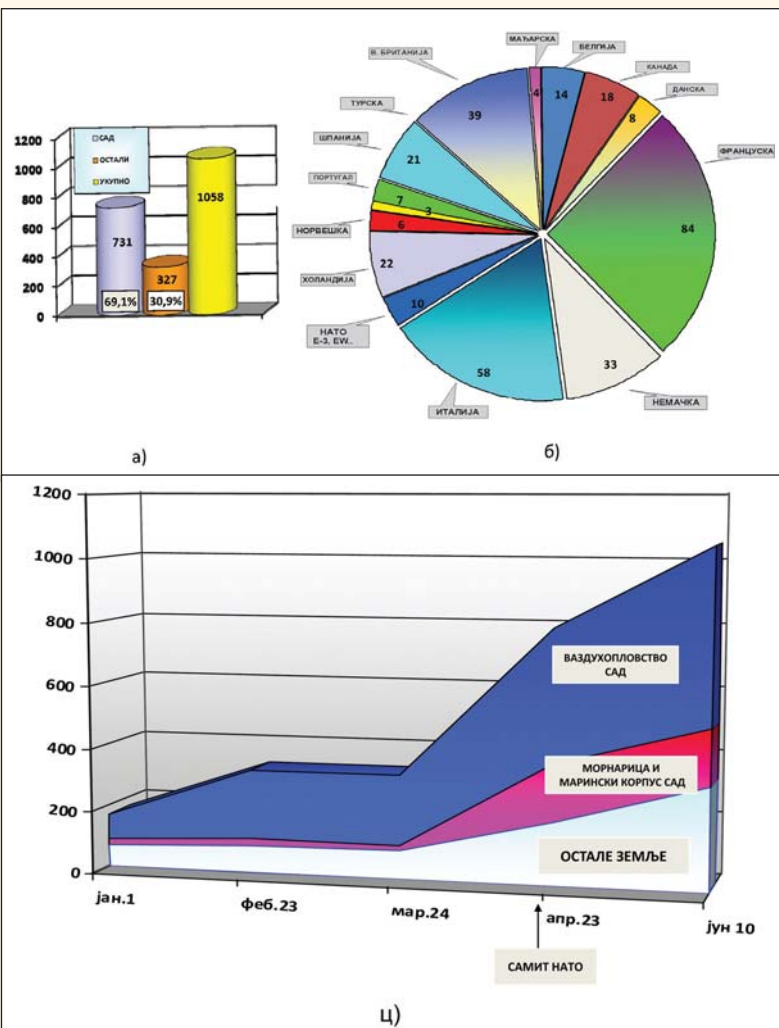 1200
1000
800
600
400
200
0
САД
ОСТАЛИ
УКУПНО
731
327
1058
69,1%
30,9%
а)
МАЂАРСКА
БЕЛГИЈА
КАНАДА
ДАНСКА
ФРАНЦУСКА
НЕМАЧКА
ИТАЛИЈА
НАТО
Е-3, EW..
ХОЛАНДИЈА
НОРВЕШКА
ПОРТУГАЛ
ШПАНИЈА
ТУРСКА
В. БРИТАНИЈА
4
14
18
8
84
33
58
10
22
6
3
7
21
39
б)
1200
1000
800
600
400
200
0
ВАЗДУХОПЛОВСТВО
САД
МОРНАРИЦА И
МАРИНСКИ КОРПУС САД
ОСТАЛЕ ЗЕМЉЕ
јан.1
феб.23
мар.24
апр.23
јун 10
САМИТ НАТО
ц)